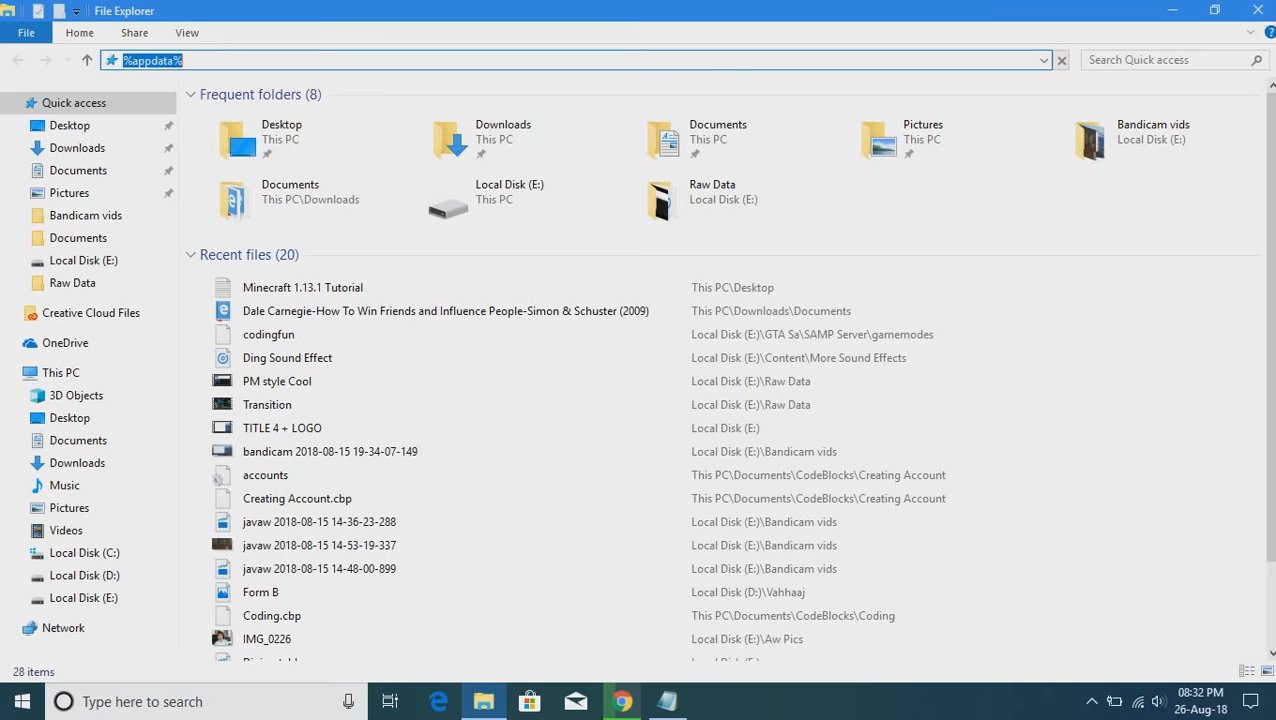 File Explorer
File Home Share View
%appdata%
Search Quick access
Quick access
Desktop
Downloads
Documents
Pictures
Bandicam vids
Documents
Local Disk (E:)
Raw Data
Creative Cloud Files
OneDrive
This PC
3D Objects
Desktop
Documents
Downloads
Music
Pictures
Videos
Local Disk (C:)
Local Disk (D:)
Local Disk (E:)
Network
Frequent folders (8)
Desktop
This PC
Downloads
This PC
Documents
This PC
Pictures
This PC
Bandicam vids
Local Disk (E:)
Documents
This PC\Downloads
Local Disk (E:)
This PC
Raw Data
Local Disk (E:)
Recent files (20)
Minecraft 1.13.1 Tutorial This PC\Desktop
Dale Carnegie-How To Win Friends and Influence People-Simon & Schuster (2009) This PC\Downloads\Documents
codingfun Local Disk (E:)\GTA Sa\SAMP Server\gamemodes
Ding Sound Effect Local Disk (E:)\Content\More Sound Effects
PM style Cool Local Disk (E:)\Raw Data
Transition Local Disk (E:)\Raw Data
TITLE 4 + LOGO Local Disk (E:)
bandicam 2018-08-15 19-34-07-149 Local Disk (E:)\Bandicam vids
accounts This PC\Documents\CodeBlocks\Creating Account
Creating Account.cbp This PC\Documents\CodeBlocks\Creating Account
javaw 2018-08-15 14-36-23-288 Local Disk (E:)\Bandicam vids
javaw 2018-08-15 14-53-19-337 Local Disk (E:)\Bandicam vids
javaw 2018-08-15 14-48-00-899 Local Disk (E:)\Bandicam vids
Form B Local Disk (D:)\Vahhaaj
Coding.cbp This PC\Documents\CodeBlocks\Coding
IMG_0226 Local Disk (E:)\Aw Pics
28 items
Type here to search
08:32 PM
26-Aug-18